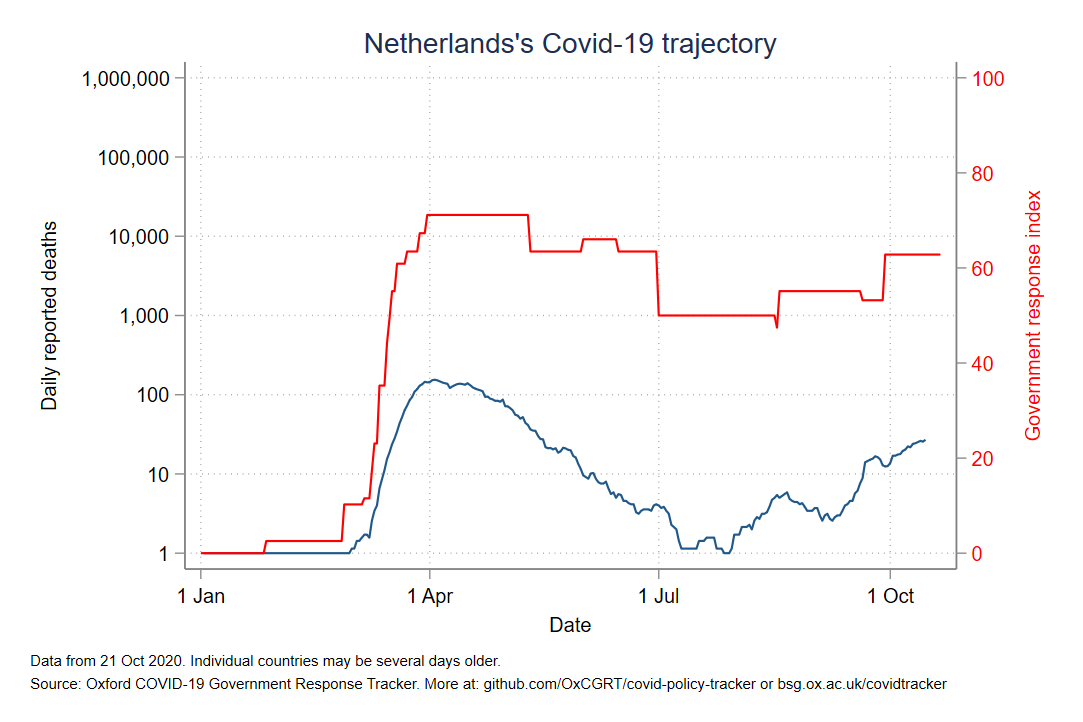 Netherlands's Covid-19 trajectory
1,000,000
100,000
10,000
1,000
100
10
1
Daily reported deaths
100
80
60
40
20
0
Government response index
1 Jan
1 Apr
1 Jul
1 Oct
Date
Data from 21 Oct 2020. Individual countries may be several days older.
Source: Oxford COVID-19 Government Response Tracker. More at: github.com/OxCGRT/covid-policy-tracker or bsg.ox.ac.uk/covidtracker